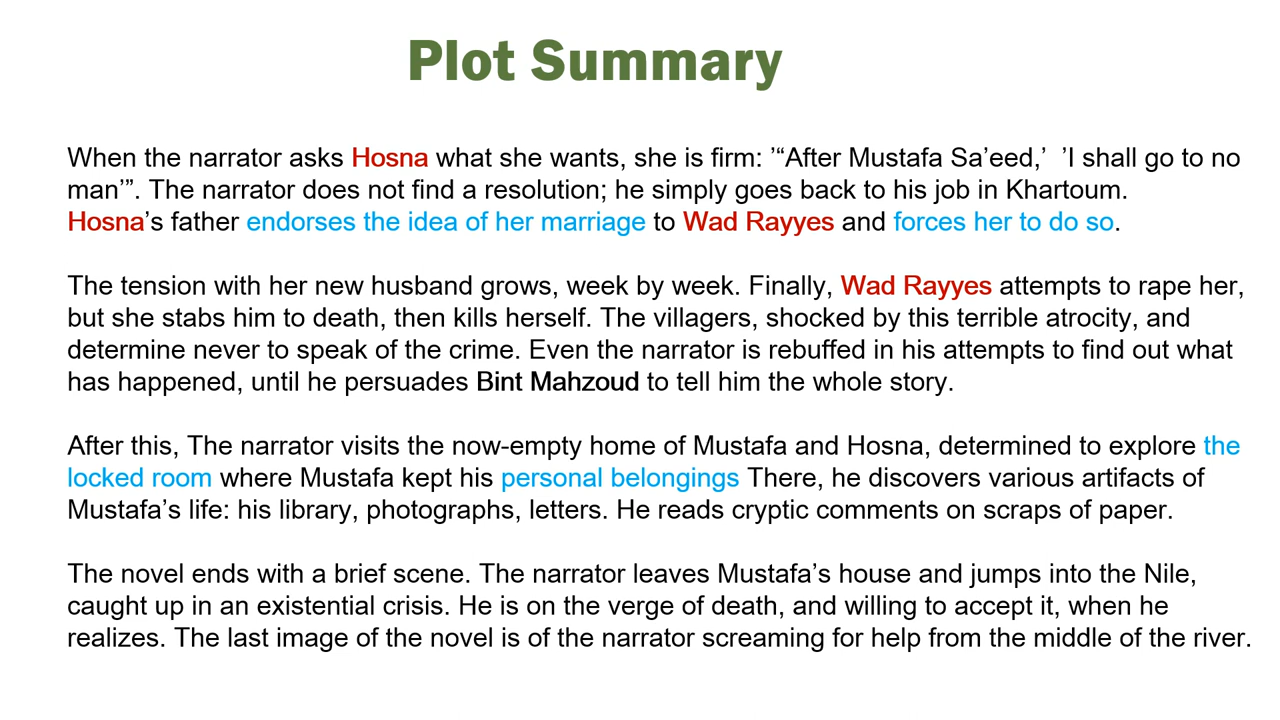 Plot Summary
When the narrator asks Hosna what she wants, she is firm: ’“After Mustafa Sa’eed,’  ’I shall go to no
man’”. The narrator does not find a resolution; he simply goes back to his job in Khartoum.
Hosna’s father endorses the idea of her marriage to Wad Rayyes and forces her to do so.
The tension with her new husband grows, week by week. Finally, Wad Rayyes attempts to rape her,
but she stabs him to death, then kills herself. The villagers, shocked by this terrible atrocity, and
determine never to speak of the crime. Even the narrator is rebuffed in his attempts to find out what
has happened, until he persuades Bint Mahzoud to tell him the whole story.
After this, The narrator visits the now-empty home of Mustafa and Hosna, determined to explore the
locked room where Mustafa kept his personal belongings There, he discovers various artifacts of
Mustafa’s life: his library, photographs, letters. He reads cryptic comments on scraps of paper.
The novel ends with a brief scene. The narrator leaves Mustafa’s house and jumps into the Nile,
caught up in an existential crisis. He is on the verge of death, and willing to accept it, when he
realizes. The last image of the novel is of the narrator screaming for help from the middle of the river.